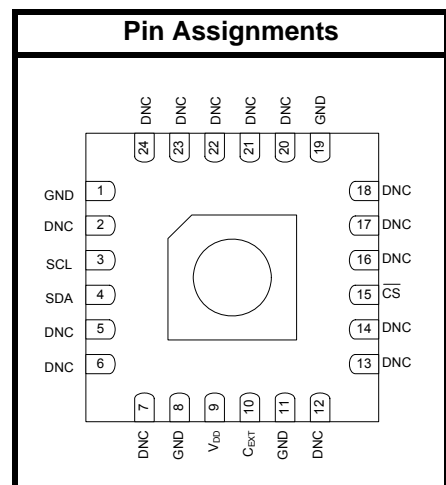 Pin Assignments
DNC DNC DNC DNC DNC GND
24 23 22 21 20 19
GND 1 18 DNC
DNC 2 17 DNC
SCL 3 16 DNC
SDA 4 15 C̅S̅
DNC 5 14 DNC
DNC 6 13 DNC
7 8 9 10 11 12
DNC GND VDD CEXT GND DNC